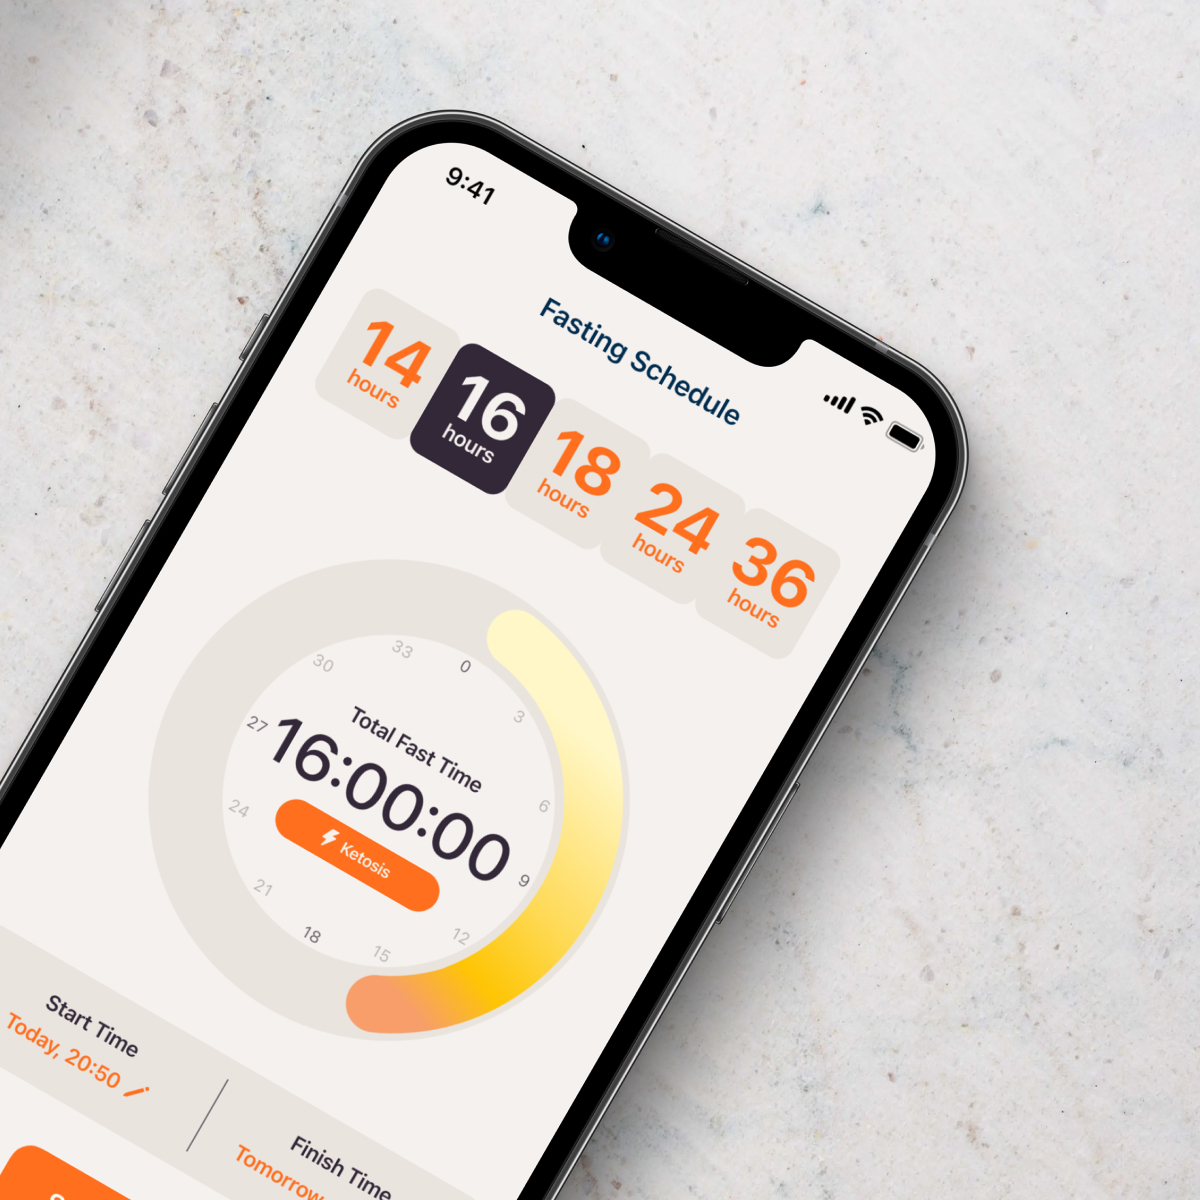 9:41
Fasting Schedule
14
hours
16
hours
18
hours
24
hours
36
hours
0
3
6
9
12
15
18
21
24
27
30
33
Total Fast Time
16:00:00
Ketosis
Start Time
Today, 20:50
Finish Time
Tomorrow